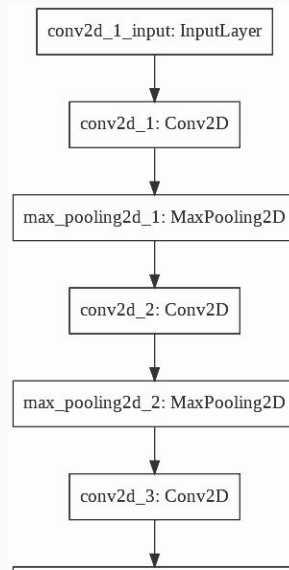 conv2d_1_input: InputLayer
conv2d_1: Conv2D
max_pooling2d_1: MaxPooling2D
conv2d_2: Conv2D
max_pooling2d_2: MaxPooling2D
conv2d_3: Conv2D